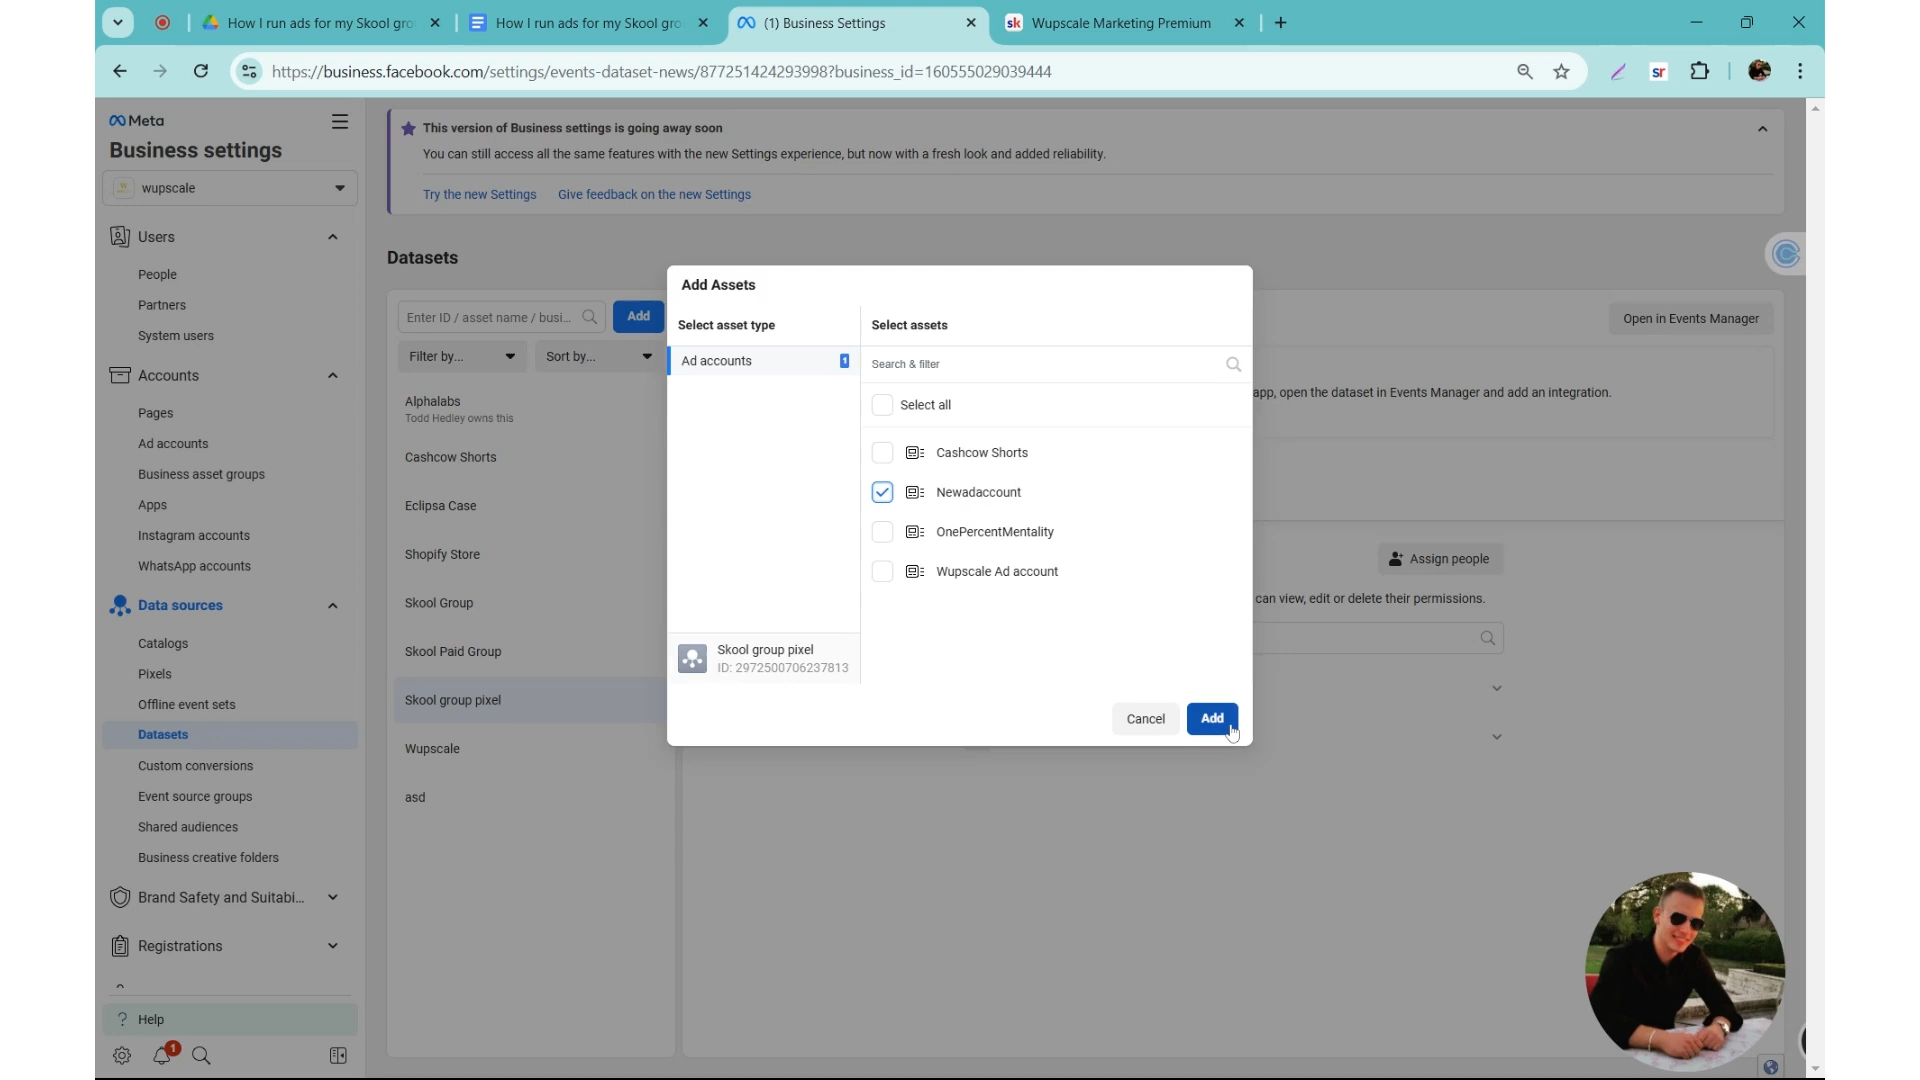 How I run ads for my Skool gro
How I run ads for my Skool gro
(1) Business Settings
sk
Wupscale Marketing Premium
https://business.facebook.com/settings/events-dataset-news/877251424293998?business_id=160555029039444
sr
Meta
Business settings
wupscale
Users
People
Partners
System users
Accounts
Pages
Ad accounts
Business asset groups
Apps
Instagram accounts
WhatsApp accounts
Data sources
Catalogs
Pixels
Offline event sets
Datasets
Custom conversions
Event source groups
Shared audiences
Business creative folders
Brand Safety and Suitabi...
Registrations
? Help
1
This version of Business settings is going away soon
You can still access all the same features with the new Settings experience, but now with a fresh look and added reliability.
Try the new Settings
Give feedback on the new Settings
Datasets
Enter ID / asset name / busi...
Add
Filter by...
Sort by...
Alphalabs
Todd Hedley owns this
Cashcow Shorts
Eclipsa Case
Shopify Store
Skool Group
Skool Paid Group
Skool group pixel
Wupscale
asd
Add Assets
Select asset type
Ad accounts
1
Skool group pixel
ID: 2972500706237813
Select assets
Search & filter
Select all
Cashcow Shorts
Newadaccount
OnePercentMentality
Wupscale Ad account
Cancel
Add
Open in Events Manager
app, open the dataset in Events Manager and add an integration.
Assign people
can view, edit or delete their permissions.